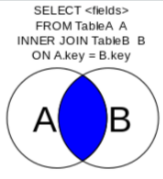 SELECT <fields>
FROM TableA A
INNER JOIN TableB B
ON A.key = B.key
A B